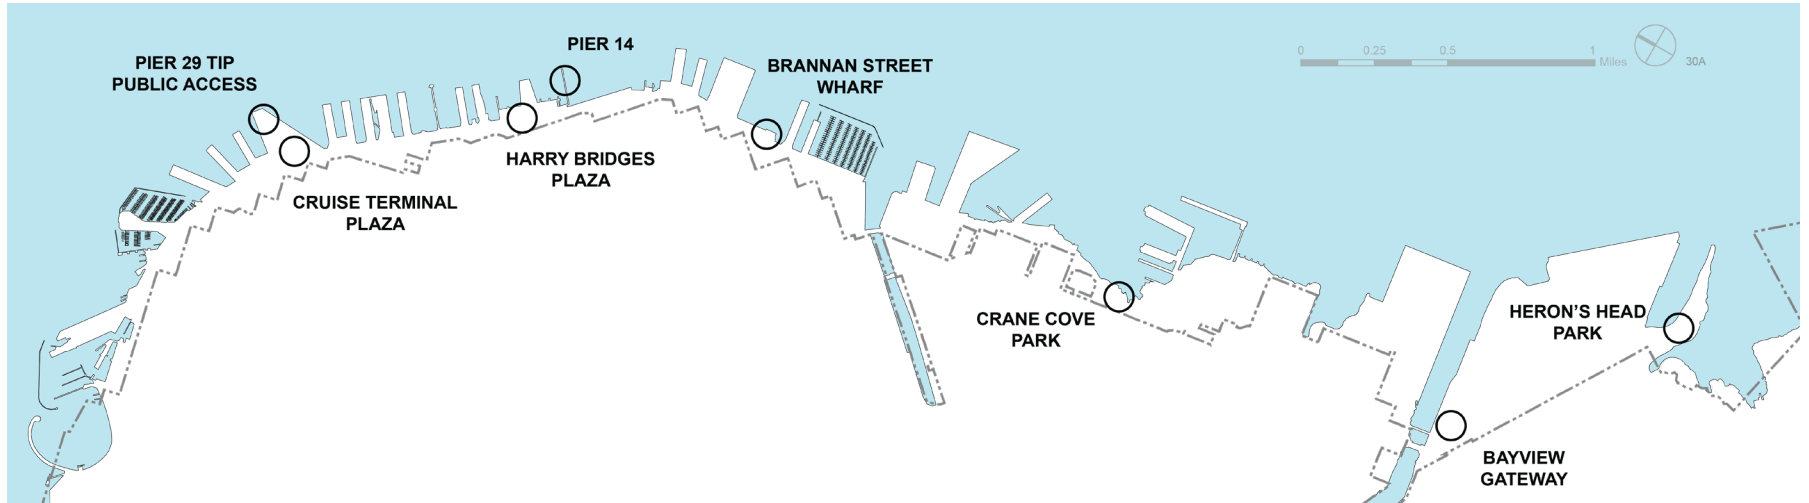 PIER 14
PIER 29 TIP
PUBLIC ACCESS
BRANNAN STREET
WHARF
0 0.25 0.5 1
Miles
30A
HARRY BRIDGES
PLAZA
CRUISE TERMINAL
PLAZA
CRANE COVE
PARK
HERON'S HEAD
PARK
BAYVIEW
GATEWAY